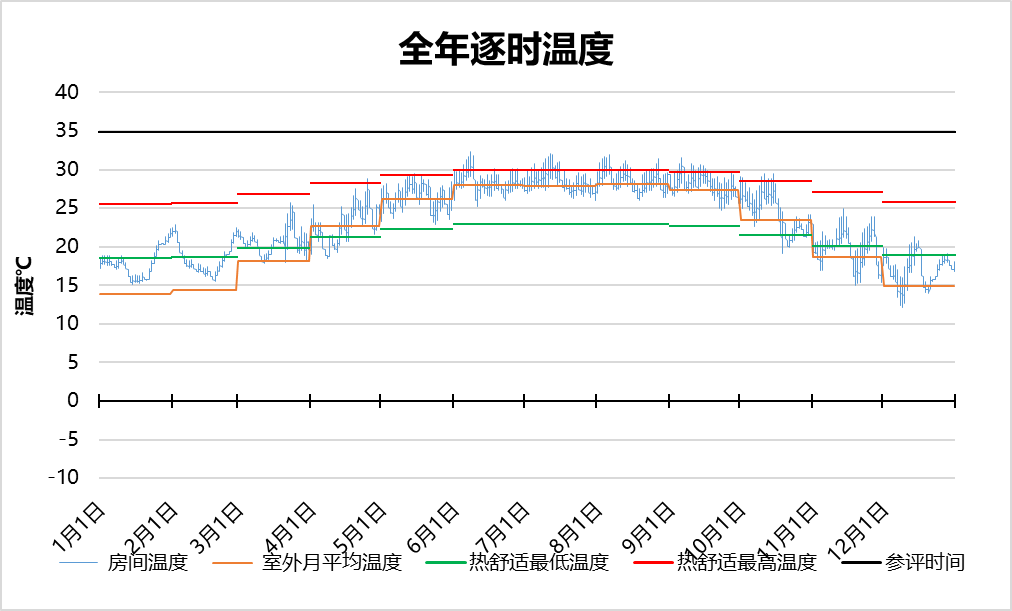 全年逐时温度
温度℃
40
35
30
25
20
15
10
5
0
-5
-10
1月1日
2月1日
3月1日
4月1日
5月1日
6月1日
7月1日
8月1日
9月1日
10月1日
11月1日
12月1日
房间温度
室外月平均温度
热舒适最低温度
热舒适最高温度
参评时间